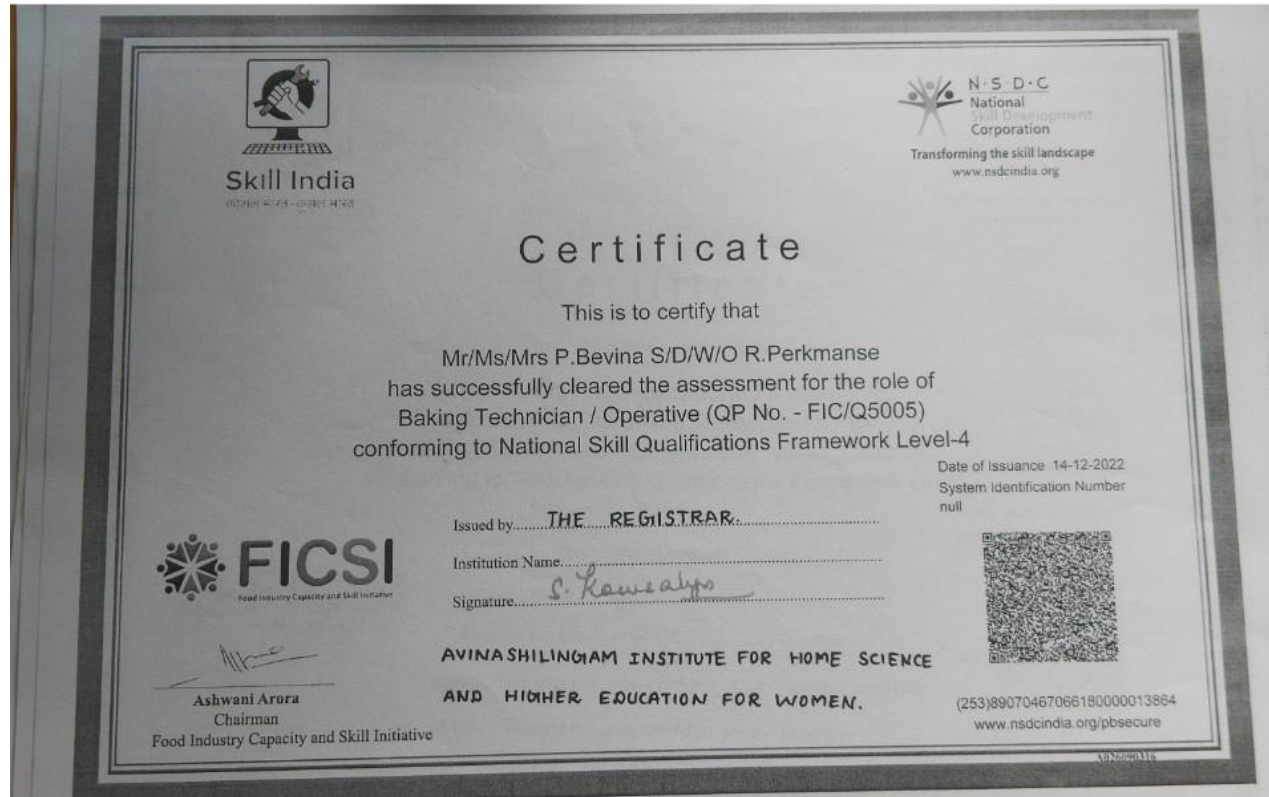 Skill India
कौशल भारत - कुशल भारत
N·S·D·C
National
Skill Development
Corporation
Transforming the skill landscape
www.nsdcindia.org
Certificate
This is to certify that
Mr/Ms/Mrs P.Bevina S/D/W/O R.Perkmanse
has successfully cleared the assessment for the role of
Baking Technician / Operative (QP No. - FIC/Q5005)
conforming to National Skill Qualifications Framework Level-4
Date of Issuance 14-12-2022
System Identification Number
null
Issued by THE REGISTRAR.
Institution Name
Signature S. Kowsalya
FICSI
Food Industry Capacity and Skill Initiative
AVINASHILINGAM INSTITUTE FOR HOME SCIENCE
AND HIGHER EDUCATION FOR WOMEN.
Ashwani Arora
Chairman
Food Industry Capacity and Skill Initiative
(253)89070467066180000013864
www.nsdcindia.org/pbsecure